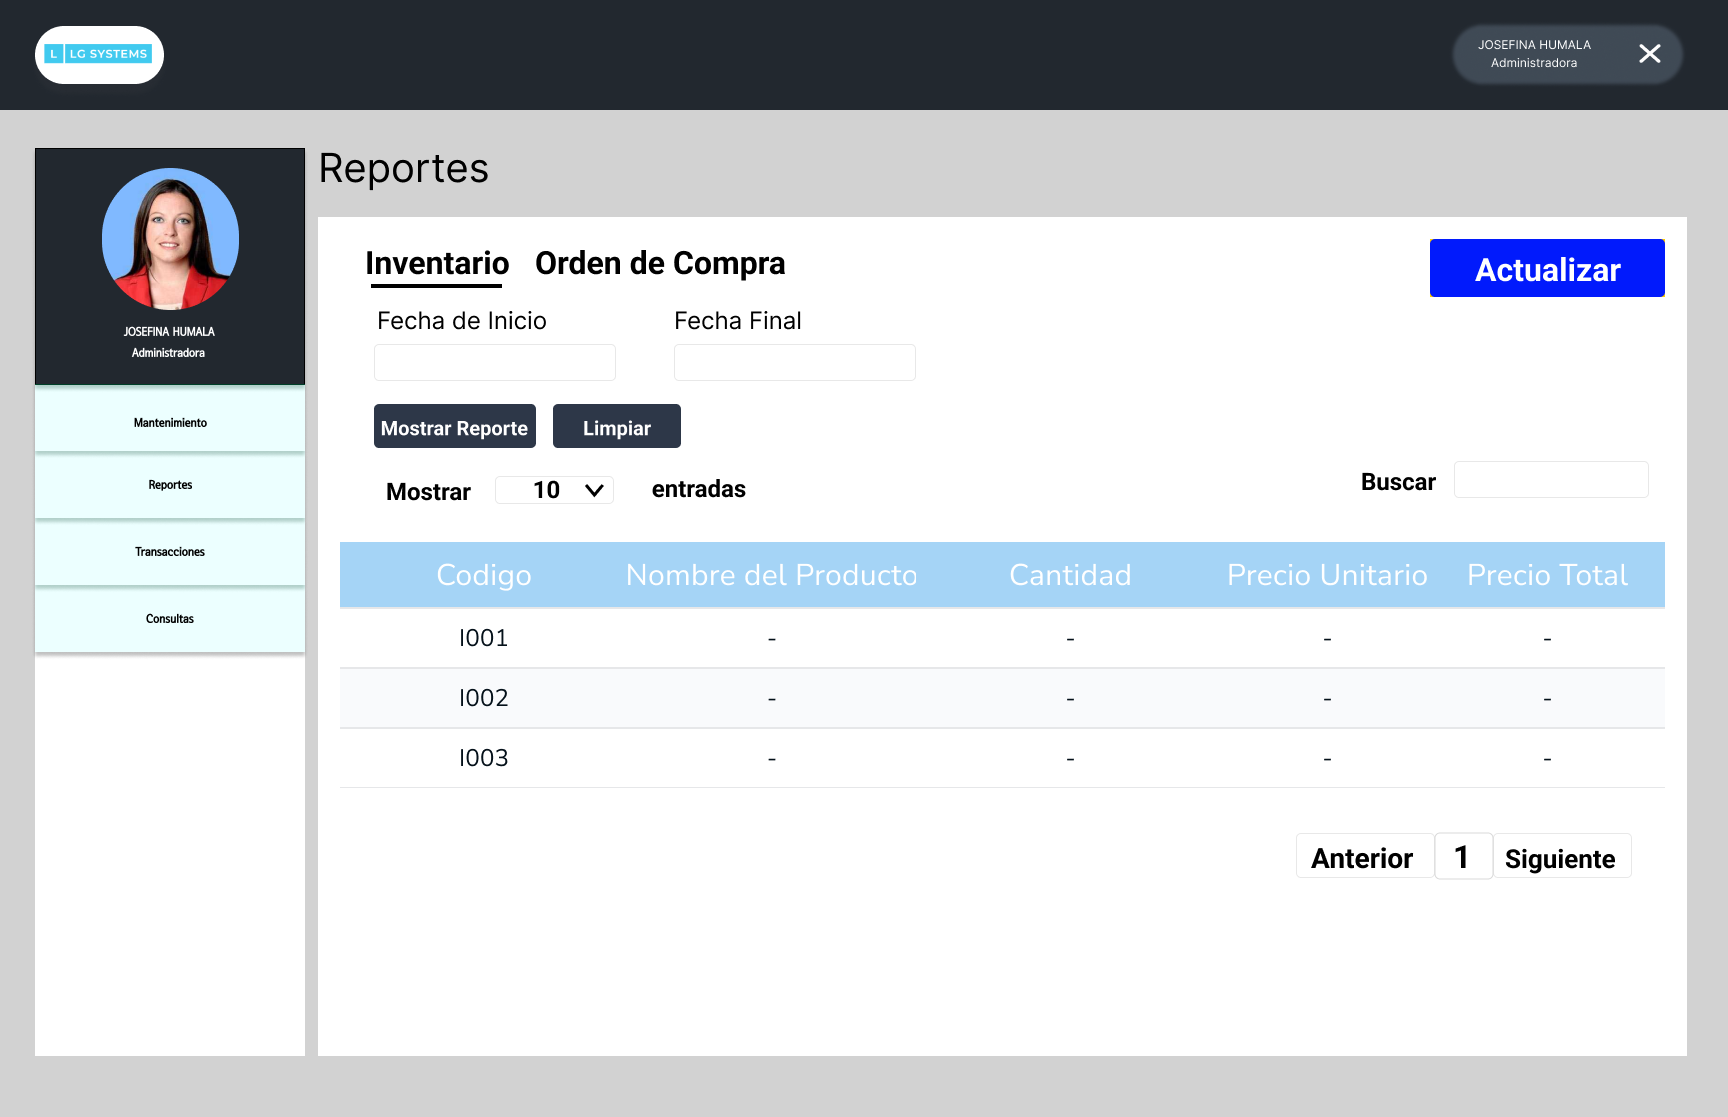 L LG SYSTEMS
JOSEFINA HUMALA
Administradora
Reportes
JOSEFINA HUMALA
Administradora
Mantenimiento
Reportes
Transacciones
Consultas
Inventario Orden de Compra
Actualizar
Fecha de Inicio Fecha Final
Mostrar Reporte Limpiar
Mostrar 10 entradas
Buscar
Codigo Nombre del Producto Cantidad Precio Unitario Precio Total
I001 - - - -
I002 - - - -
I003 - - - -
Anterior 1 Siguiente